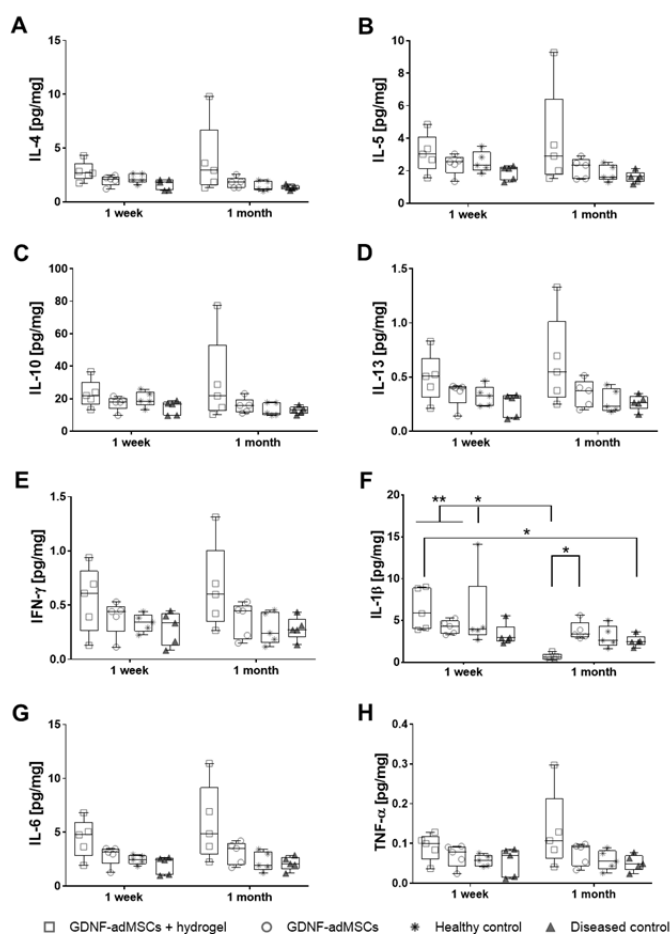 A
IL-4 [pg/mg]
15
10
5
0
1 week
1 month
B
IL-5 [pg/mg]
10
8
6
4
2
0
1 week
1 month
C
IL-10 [pg/mg]
100
80
60
40
20
0
1 week
1 month
D
IL-13 [pg/mg]
1.5
1.0
0.5
0.0
1 week
1 month
E
IFN-γ [pg/mg]
1.5
1.0
0.5
0.0
1 week
1 month
F
IL-1β [pg/mg]
20
15
10
5
0
**
*
*
*
1 week
1 month
G
IL-6 [pg/mg]
15
10
5
0
1 week
1 month
H
TNF-α [pg/mg]
0.4
0.3
0.2
0.1
0.0
1 week
1 month
GDNF-adMSCs + hydrogel
GDNF-adMSCs
Healthy control
Diseased control